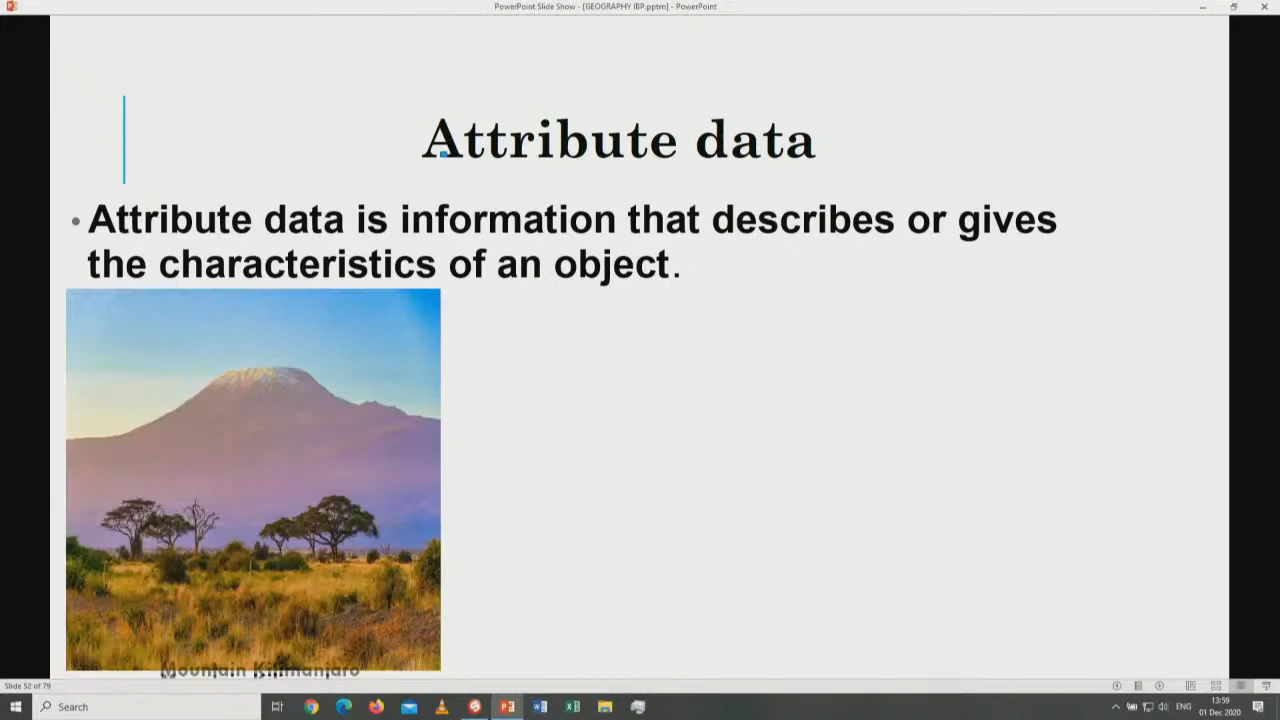 PowerPoint Slide Show - [GEOGRAPHY IBP.pptm] - PowerPoint
Attribute data
• Attribute data is information that describes or gives
the characteristics of an object.
Mountain Kilimanjaro
Slide 52 of 79
Search
ENG
13:59
01 Dec 2020